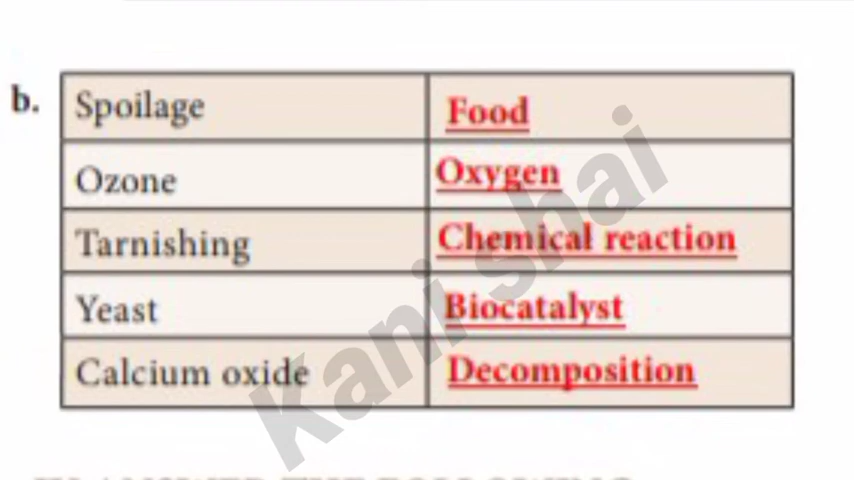 b.
Spoilage Food
Ozone Oxygen
Tarnishing Chemical reaction
Yeast Biocatalyst
Calcium oxide Decomposition
Kani shai